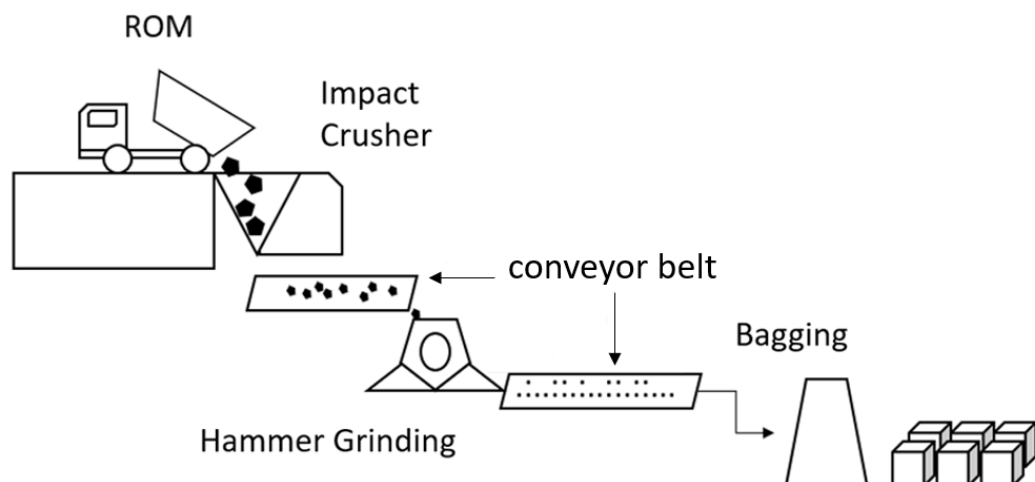 ROM
Impact
Crusher
conveyor belt
Bagging
Hammer Grinding